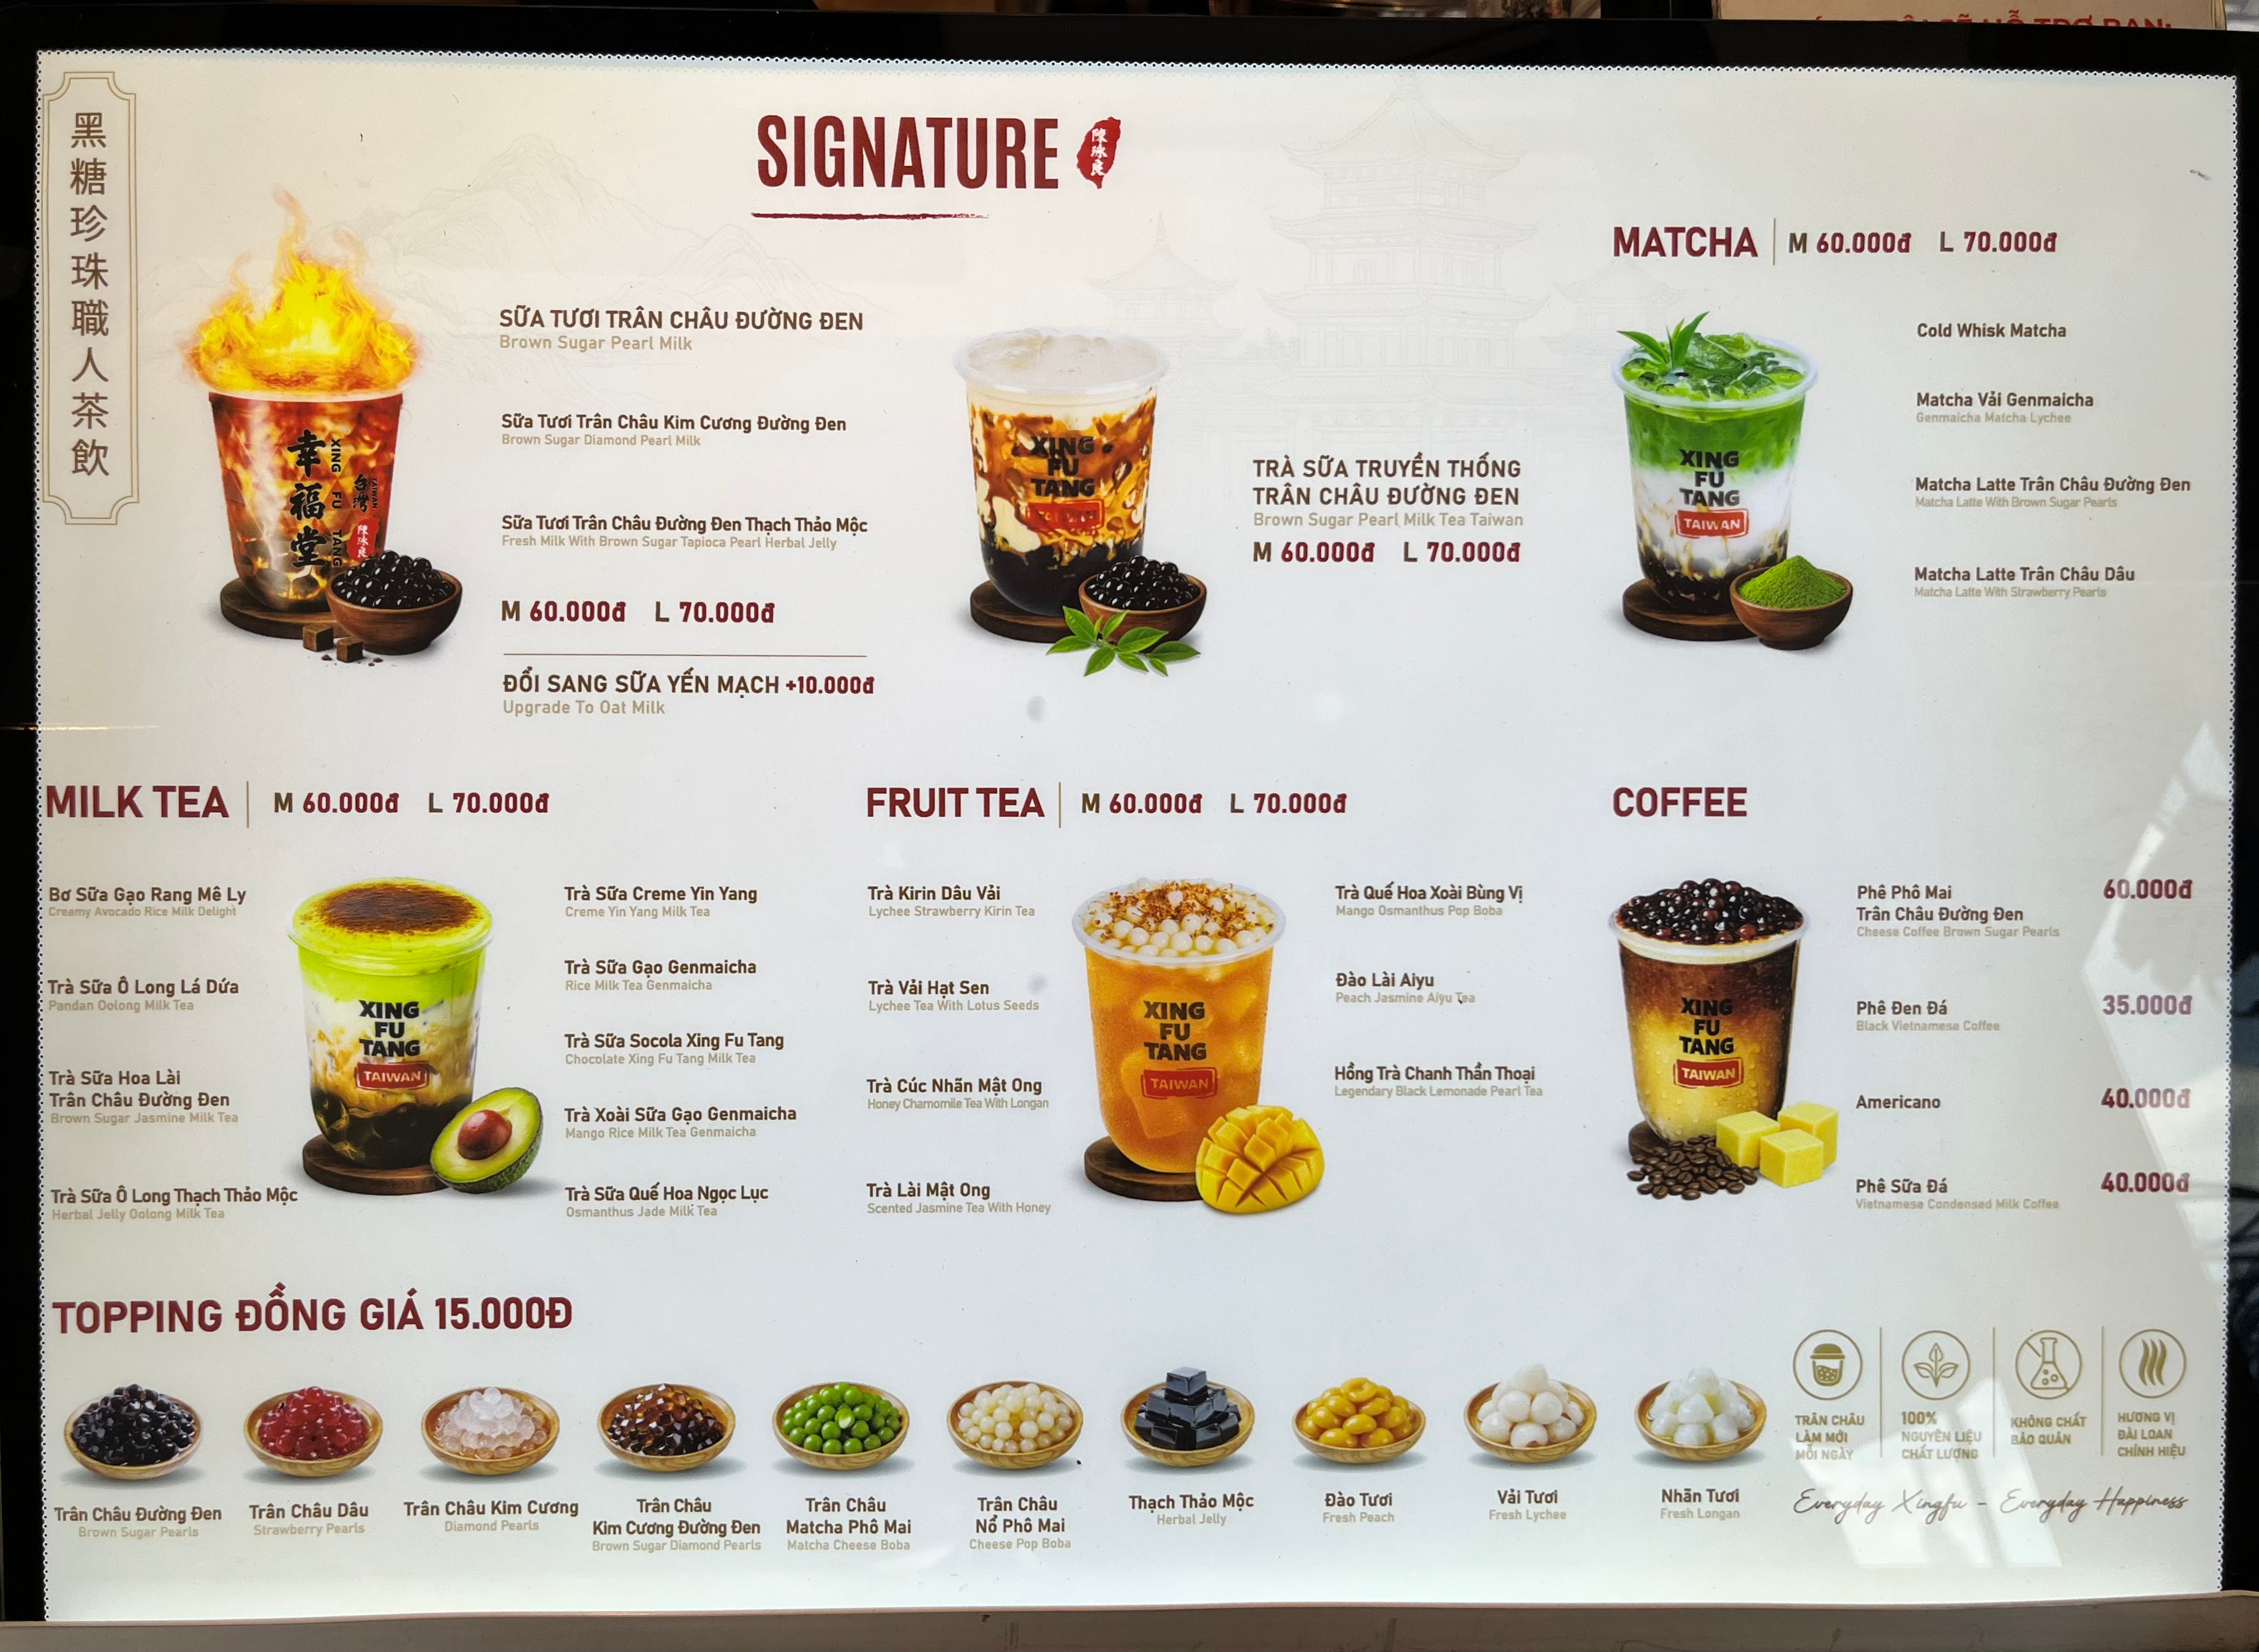 黑糖珍珠職人茶飲
SIGNATURE
陳泳良
SỮA TƯƠI TRÂN CHÂU ĐƯỜNG ĐEN
Brown Sugar Pearl Milk
Sữa Tươi Trân Châu Kim Cương Đường Đen
Brown Sugar Diamond Pearl Milk
Sữa Tươi Trân Châu Đường Đen Thạch Thảo Mộc
Fresh Milk With Brown Sugar Tapioca Pearl Herbal Jelly
M 60.000đ L 70.000đ
ĐỔI SANG SỮA YẾN MẠCH +10.000đ
Upgrade To Oat Milk
幸福堂
XING FU TANG
台灣
TAIWAN
陳泳良
XING
FU
TANG
TAIWAN
TRÀ SỮA TRUYỀN THỐNG
TRÂN CHÂU ĐƯỜNG ĐEN
Brown Sugar Pearl Milk Tea Taiwan
M 60.000đ L 70.000đ
MATCHA M 60.000đ L 70.000đ
XING
FU
TANG
TAIWAN
Cold Whisk Matcha
Matcha Vải Genmaicha
Genmaicha Matcha Lychee
Matcha Latte Trân Châu Đường Đen
Matcha Latte With Brown Sugar Pearls
Matcha Latte Trân Châu Dâu
Matcha Latte With Strawberry Pearls
MILK TEA M 60.000đ L 70.000đ
Bơ Sữa Gạo Rang Mê Ly
Creamy Avocado Rice Milk Delight
Trà Sữa Ô Long Lá Dứa
Pandan Oolong Milk Tea
Trà Sữa Hoa Lài
Trân Châu Đường Đen
Brown Sugar Jasmine Milk Tea
Trà Sữa Ô Long Thạch Thảo Mộc
Herbal Jelly Oolong Milk Tea
XING
FU
TANG
TAIWAN
Trà Sữa Creme Yin Yang
Creme Yin Yang Milk Tea
Trà Sữa Gạo Genmaicha
Rice Milk Tea Genmaicha
Trà Sữa Socola Xing Fu Tang
Chocolate Xing Fu Tang Milk Tea
Trà Xoài Sữa Gạo Genmaicha
Mango Rice Milk Tea Genmaicha
Trà Sữa Quế Hoa Ngọc Lục
Osmanthus Jade Milk Tea
FRUIT TEA M 60.000đ L 70.000đ
Trà Kirin Dâu Vải
Lychee Strawberry Kirin Tea
Trà Vải Hạt Sen
Lychee Tea With Lotus Seeds
Trà Cúc Nhãn Mật Ong
Honey Chamomile Tea With Longan
Trà Lài Mật Ong
Scented Jasmine Tea With Honey
XING
FU
TANG
TAIWAN
Trà Quế Hoa Xoài Bùng Vị
Mango Osmanthus Pop Boba
Đào Lài Aiyu
Peach Jasmine Aiyu Tea
Hồng Trà Chanh Thần Thoại
Legendary Black Lemonade Pearl Tea
COFFEE
XING
FU
TANG
TAIWAN
Phê Phô Mai 60.000đ
Trân Châu Đường Đen
Cheese Coffee Brown Sugar Pearls
Phê Đen Đá 35.000đ
Black Vietnamese Coffee
Americano 40.000đ
Phê Sữa Đá 40.000đ
Vietnamese Condensed Milk Coffee
TOPPING ĐỒNG GIÁ 15.000Đ
Trân Châu Đường Đen
Brown Sugar Pearls
Trân Châu Dâu
Strawberry Pearls
Trân Châu Kim Cương
Diamond Pearls
Trân Châu
Kim Cương Đường Đen
Brown Sugar Diamond Pearls
Trân Châu
Matcha Phô Mai
Matcha Cheese Boba
Trân Châu
Nổ Phô Mai
Cheese Pop Boba
Thạch Thảo Mộc
Herbal Jelly
Đào Tươi
Fresh Peach
Vải Tươi
Fresh Lychee
Nhãn Tươi
Fresh Longan
TRÂN CHÂU
LÀM MỚI
MỖI NGÀY
100%
NGUYÊN LIỆU
CHẤT LƯỢNG
KHÔNG CHẤT
BẢO QUẢN
HƯƠNG VỊ
ĐÀI LOAN
CHÍNH HIỆU
Everyday Xingfu - Everyday Happiness